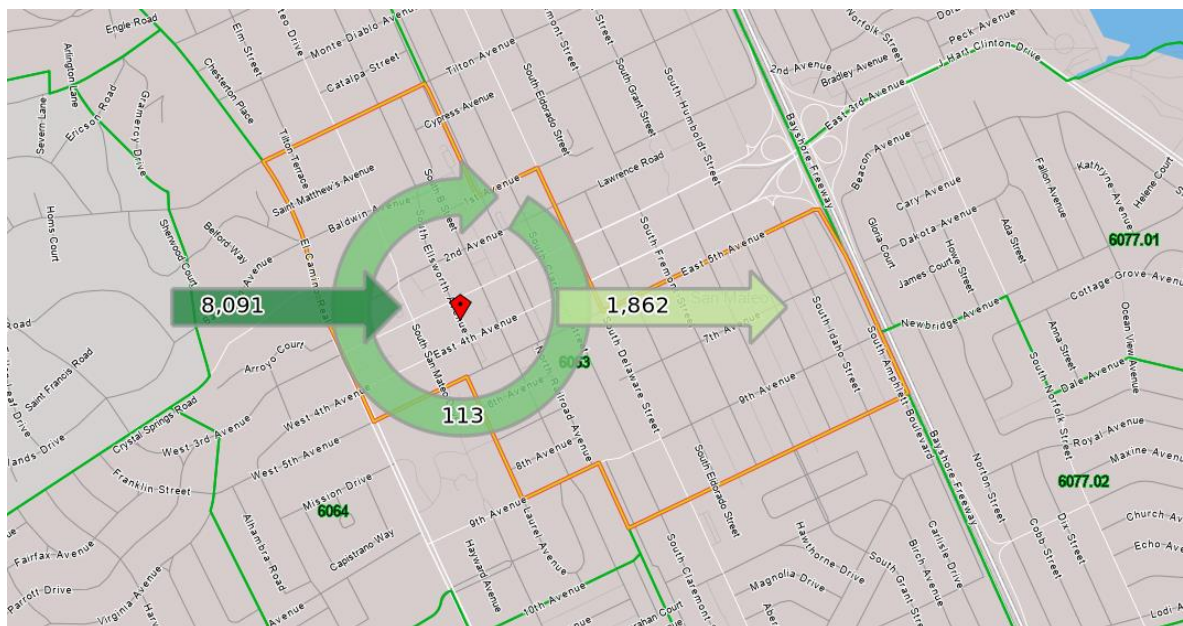 Engle Road
Arlington Lane
Severn Lane
Ericson Road
Gramercy Drive
Chesterton Place
Elm Street
Mateo Drive
Monte Diablo Avenue
Catalpa Street
Tilton Avenue
Cypress Avenue
South Eldorado Street
South Grant Street
South Humboldt Street
2nd Avenue
Bradley Avenue
Norfolk Street
Peck Avenue
J Hart Clinton Drive
East 3rd Avenue
Bayshore Freeway
Beacon Avenue
Lawrence Road
Tilton Terrace
Saint Matthew's Avenue
Baldwin Avenue
South B Street
1st Avenue
2nd Avenue
South Ellsworth Avenue
Homs Court
Sherwood Court
Belford Way
Avenue
El Camino Real
Cary Avenue
Dakota Avenue
Gloria Court
James Court
Howe Street
Ada Street
Fallon Avenue
Kathryne Avenue
Helene Court
6077.01
Cottage Grove Avenue
East 5th Avenue
8,091
1,862
San Mateo
113
East 4th Avenue
6063
7th Avenue
9th Avenue
South Delaware Street
South Idaho Street
South Amphlett Boulevard
Newbridge Avenue
Anna Street
South Norfolk Street
Dale Avenue
Ocean View Avenue
Royal Avenue
Maxine Avenue
Saint Francis Road
Arroyo Court
Crystal Springs Road
West 3rd Avenue
West 4th Avenue
West 5th Avenue
Franklin Street
Mission Drive
6064
Capistrano Way
Alhambra Road
Fairfax Avenue
Parrott Drive
Virginia Avenue
8th Avenue
9th Avenue
Laurel Avenue
Hayward Avenue
10th Avenue
North Railroad Avenue
South Eldorado Street
Magnolia Drive
Hawthorne Drive
South Grant Street
Birch Avenue
Carlisle Drive
Bayshore Freeway
Norton Street
Cobb Street
Dix Street
6077.02
Church Av
Echo Ave
Lodi A